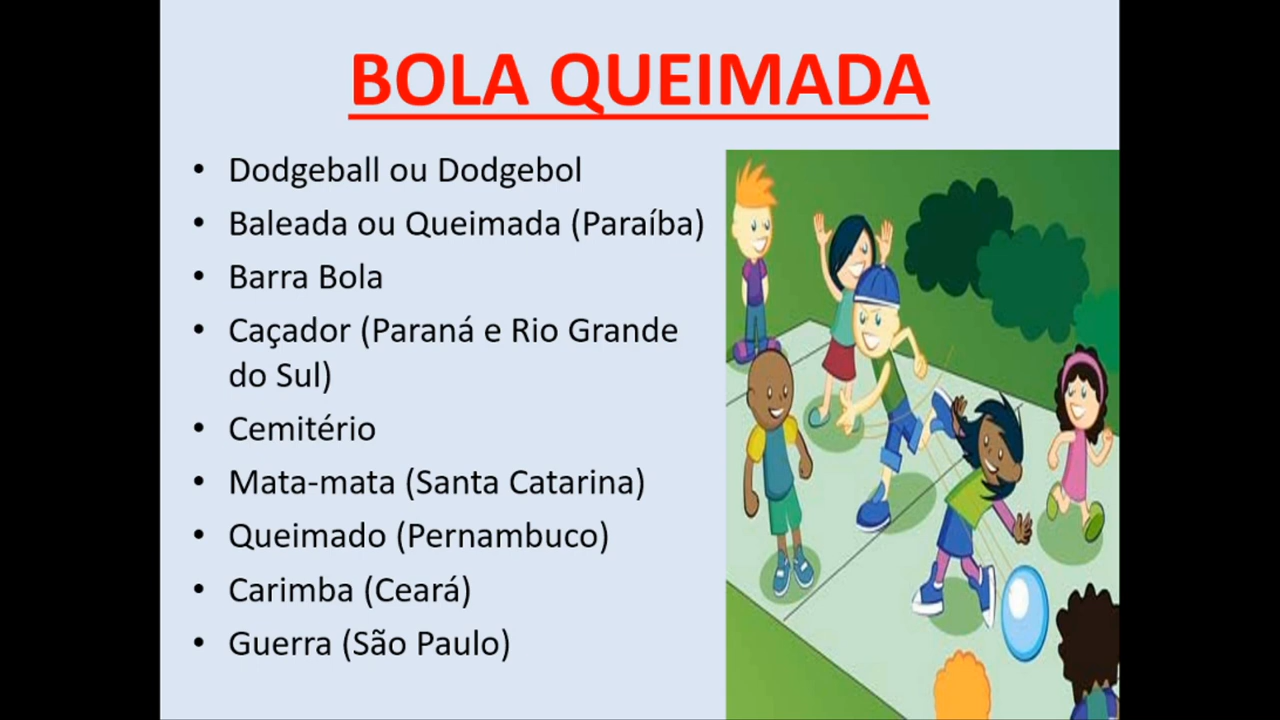 BOLA QUEIMADA
• Dodgeball ou Dodgebol
• Baleada ou Queimada (Paraíba)
• Barra Bola
• Caçador (Paraná e Rio Grande
do Sul)
• Cemitério
• Mata-mata (Santa Catarina)
• Queimado (Pernambuco)
• Carimba (Ceará)
• Guerra (São Paulo)